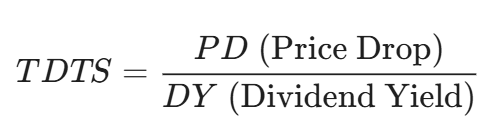 TDTS = PD (Price Drop) / DY (Dividend Yield)